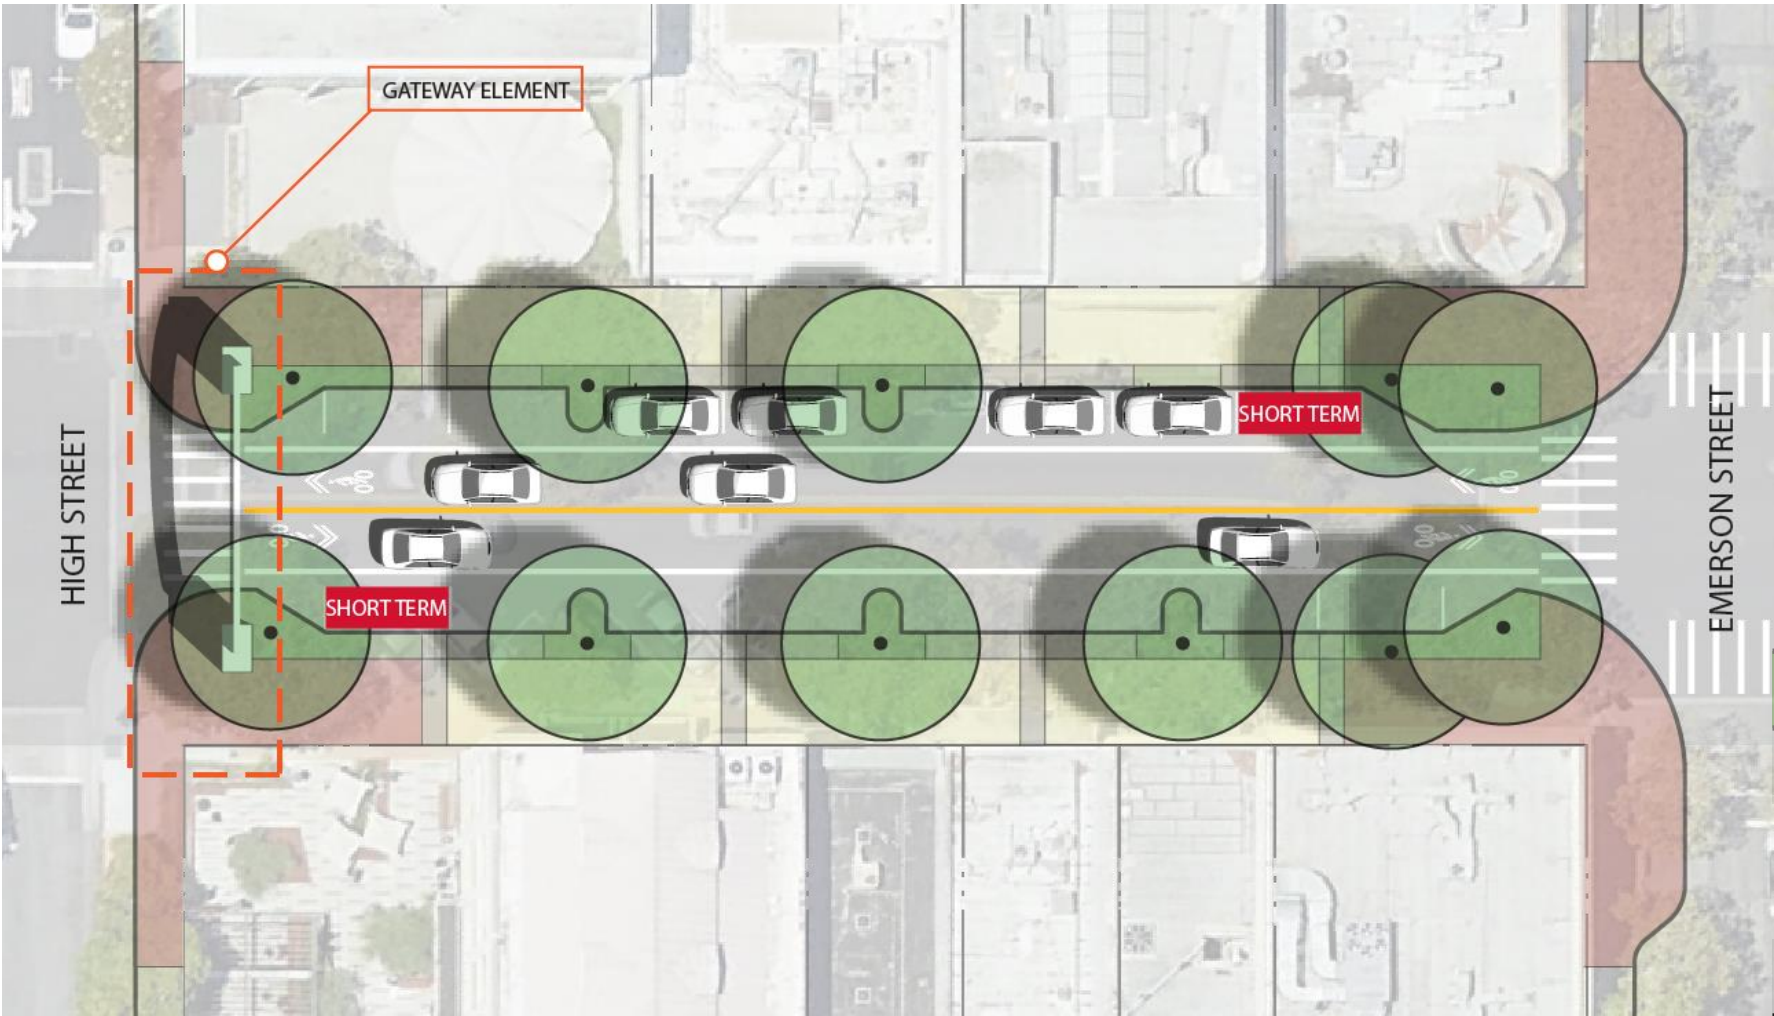 GATEWAY ELEMENT
HIGH STREET
SHORT TERM
EMERSON STREET
SHORT TERM